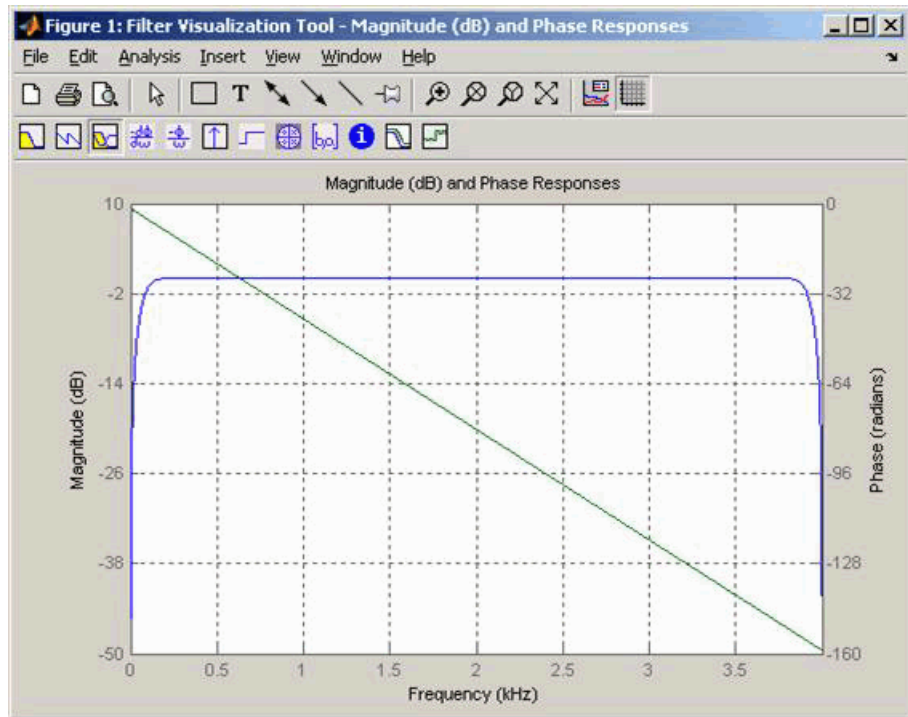 Figure 1: Filter Visualization Tool - Magnitude (dB) and Phase Responses
File Edit Analysis Insert View Window Help
T
[b,a] i
Magnitude (dB) and Phase Responses
10 0
-2 -32
-14 -64
-26 -96
-38 -128
-50 -160
Magnitude (dB)
Phase (radians)
0 0.5 1 1.5 2 2.5 3 3.5
Frequency (kHz)